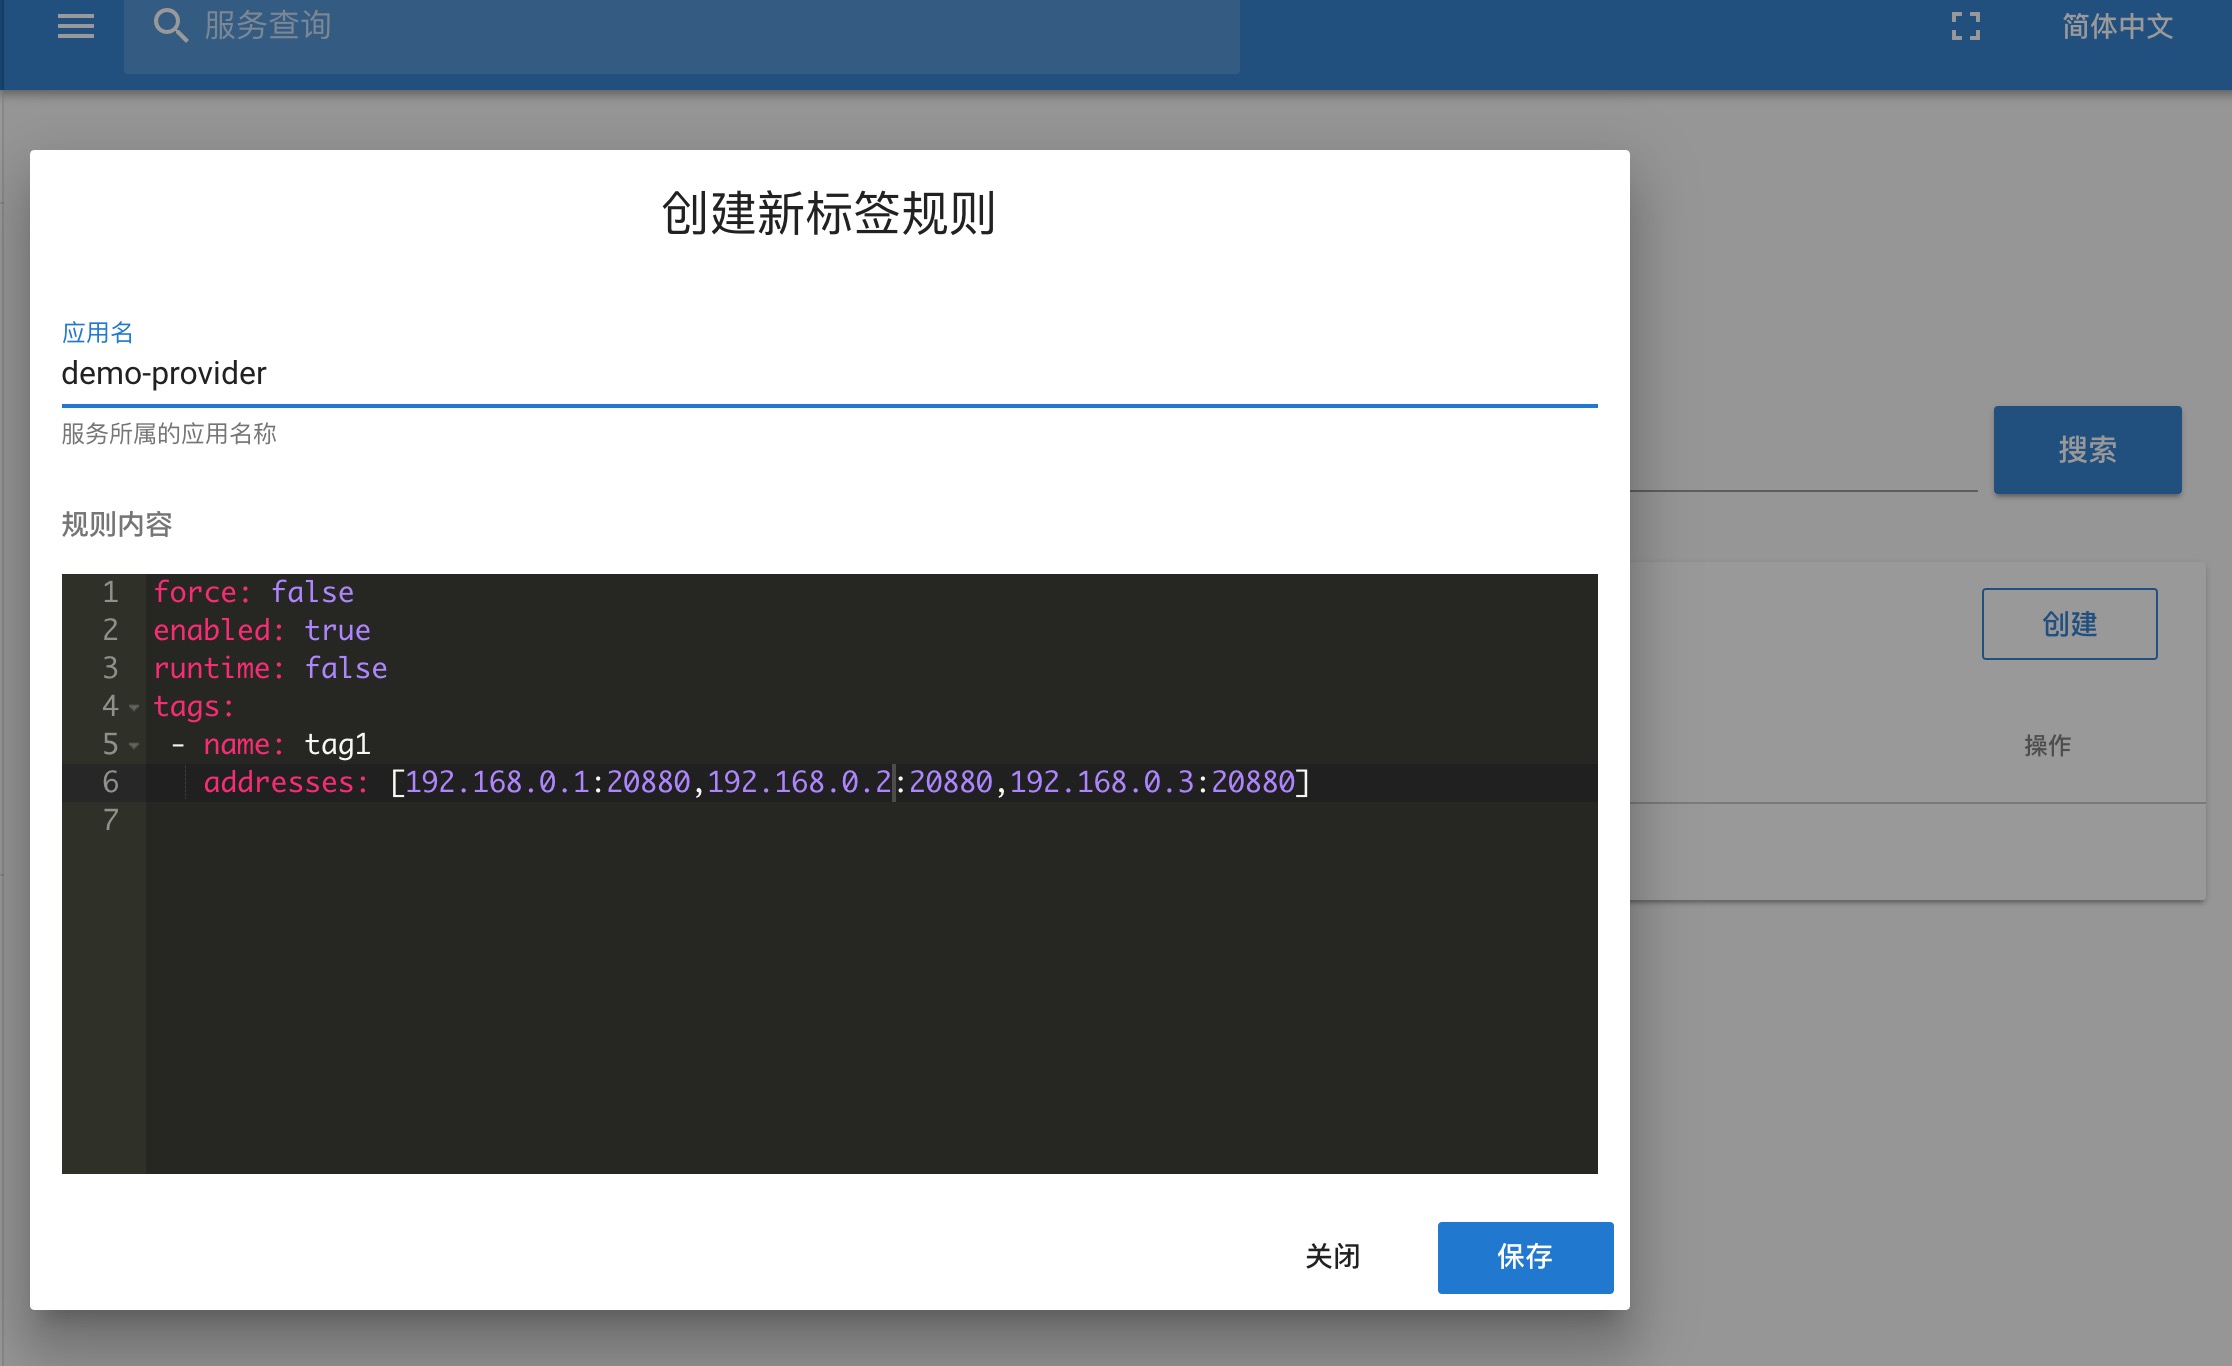 服务查询
简体中文
创建新标签规则
应用名
demo-provider
服务所属的应用名称
搜索
规则内容
1 force: false
2 enabled: true
3 runtime: false
4 tags:
5 - name: tag1
6 addresses: [192.168.0.1:20880,192.168.0.2:20880,192.168.0.3:20880]
7
创建
操作
关闭
保存